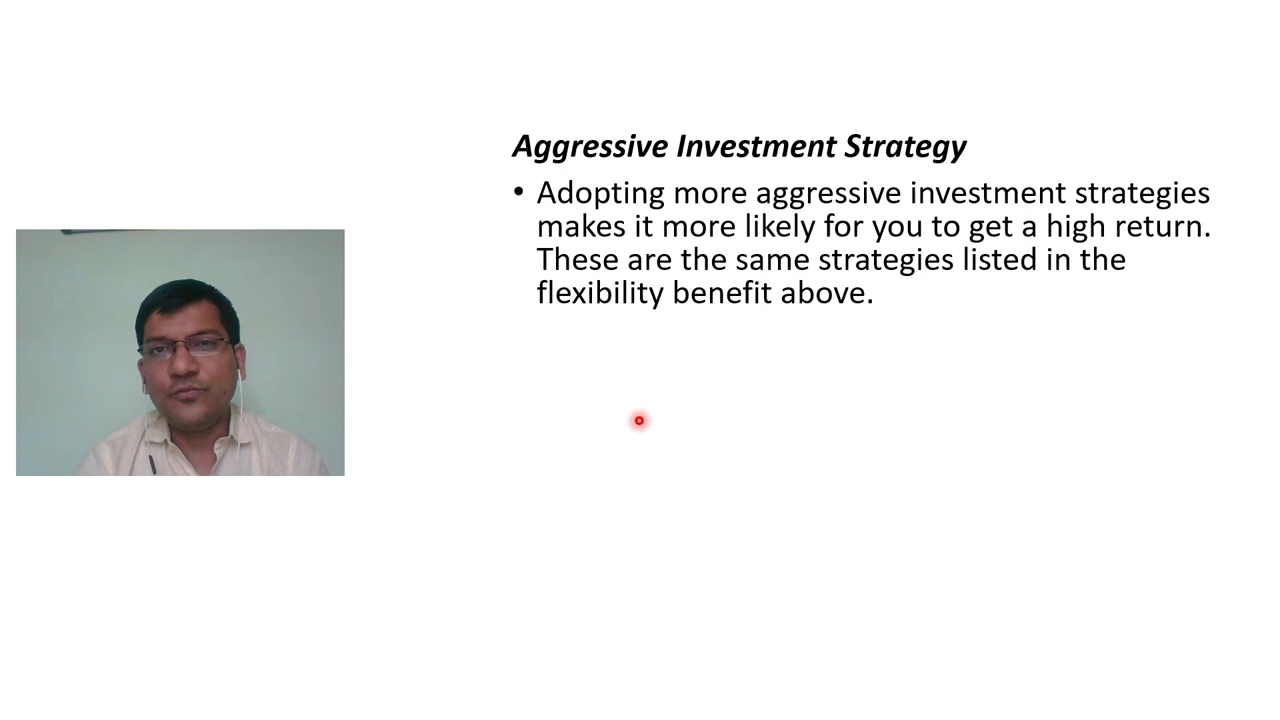 Aggressive Investment Strategy
• Adopting more aggressive investment strategies
makes it more likely for you to get a high return.
These are the same strategies listed in the
flexibility benefit above.